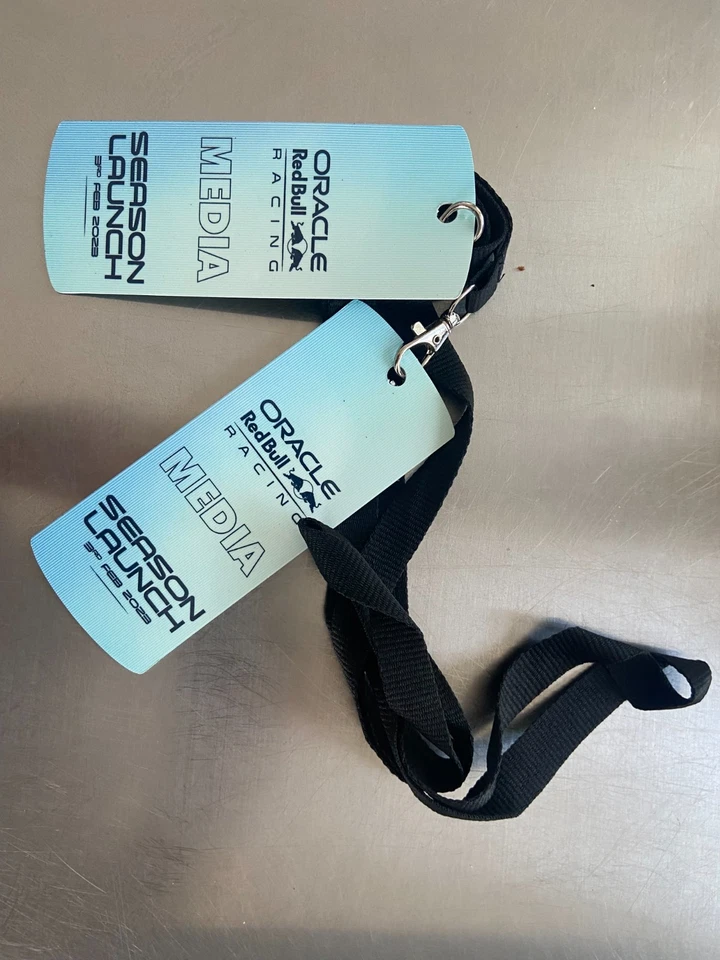 ORACLE
Red Bull
RACING
MEDIA
SEASON
LAUNCH
3RD FEB 2023
ORACLE
Red Bull
RACING
MEDIA
SEASON
LAUNCH
3RD FEB 2023